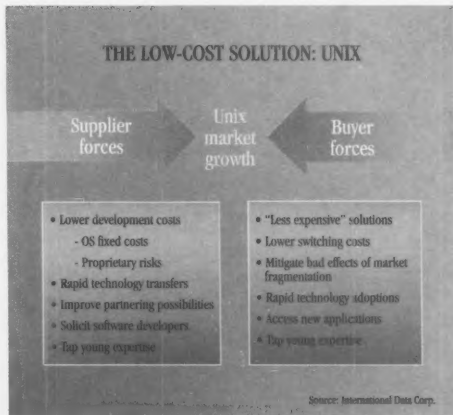 THE LOW-COST SOLUTION: UNIX
Supplier
forces
Unix
market
growth
Buyer
forces
• Lower development costs
- OS fixed costs
- Proprietary risks
• Rapid technology transfers
• Improve partnering possibilities
• Solicit software developers
• Tap young expertise
• "Less expensive" solutions
• Lower switching costs
• Mitigate bad effects of market
fragmentation
• Rapid technology adoptions
• Access new applications
• Tap young expertise
Source: International Data Corp.